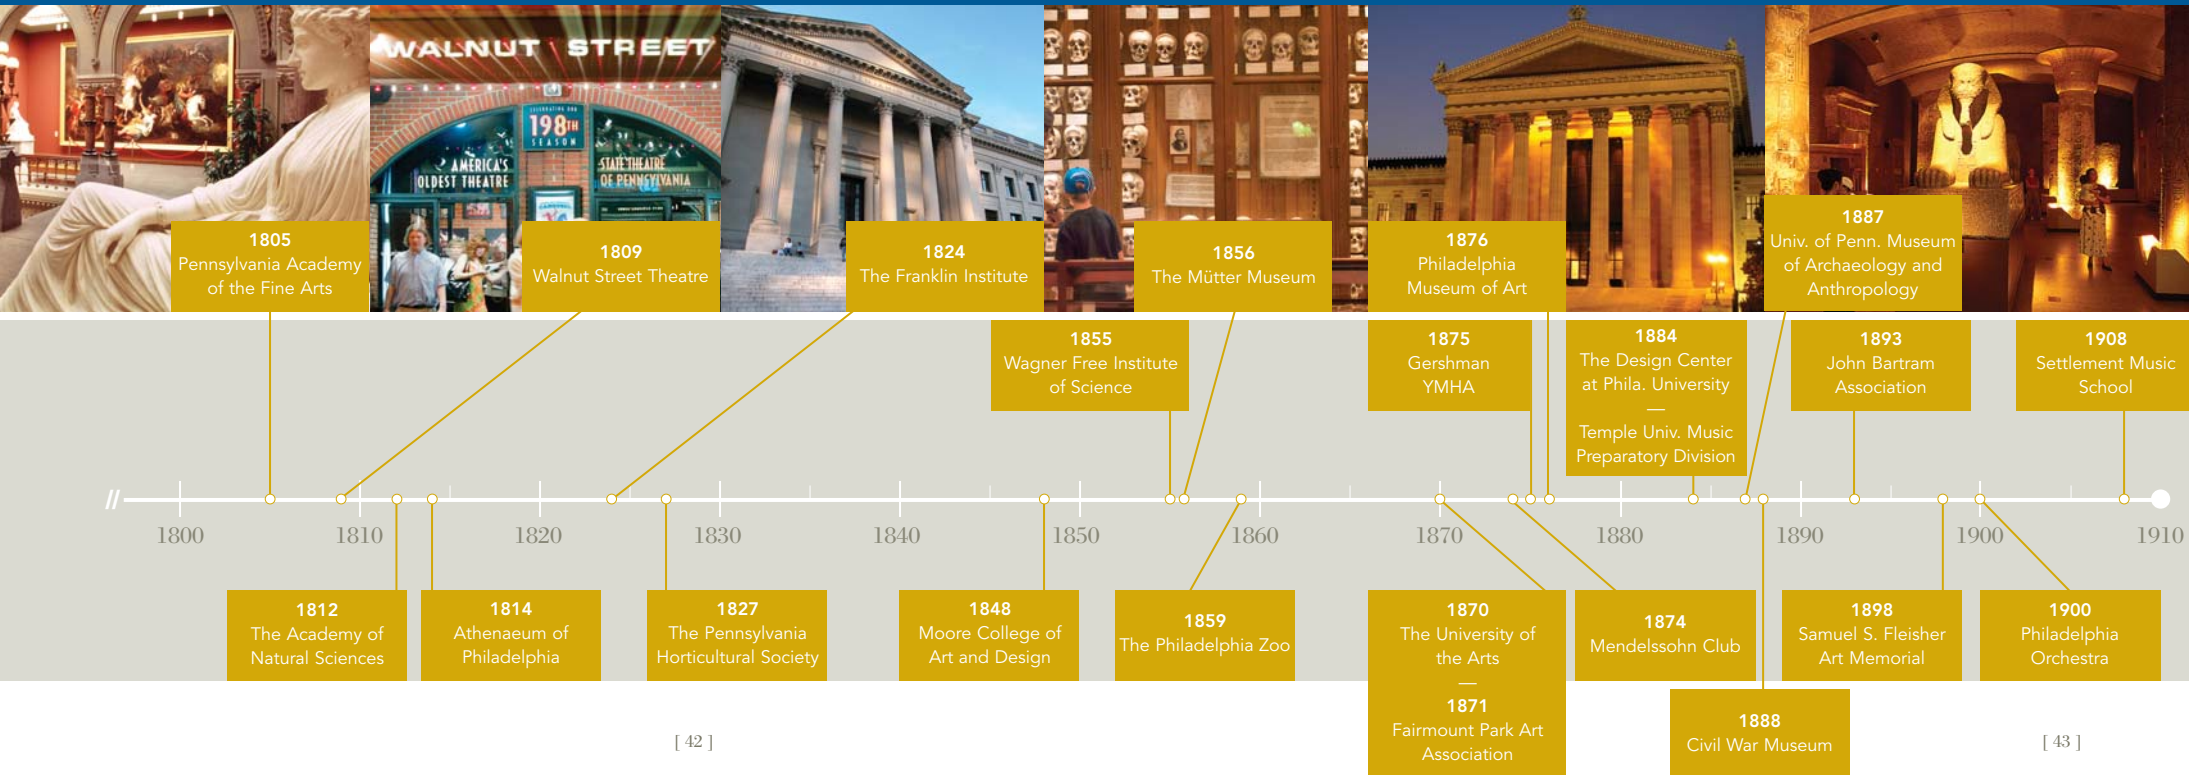 WALNUT STREET
CELEBRATING OUR
198TH
SEASON
AMERICA'S
OLDEST THEATRE
STATE THEATRE
OF PENNSYLVANIA
1805
Pennsylvania Academy
of the Fine Arts
1809
Walnut Street Theatre
1824
The Franklin Institute
1856
The Mütter Museum
1876
Philadelphia
Museum of Art
1887
Univ. of Penn. Museum
of Archaeology and
Anthropology
1855
Wagner Free Institute
of Science
1875
Gershman
YMHA
1884
The Design Center
at Phila. University
—
Temple Univ. Music
Preparatory Division
1893
John Bartram
Association
1908
Settlement Music
School
//
1800
1810
1820
1830
1840
1850
1860
1870
1880
1890
1900
1910
1812
The Academy of
Natural Sciences
1814
Athenaeum of
Philadelphia
1827
The Pennsylvania
Horticultural Society
1848
Moore College of
Art and Design
1859
The Philadelphia Zoo
1870
The University of
the Arts
—
1871
Fairmount Park Art
Association
1874
Mendelssohn Club
1888
Civil War Museum
1898
Samuel S. Fleisher
Art Memorial
1900
Philadelphia
Orchestra
[ 42 ]
[ 43 ]